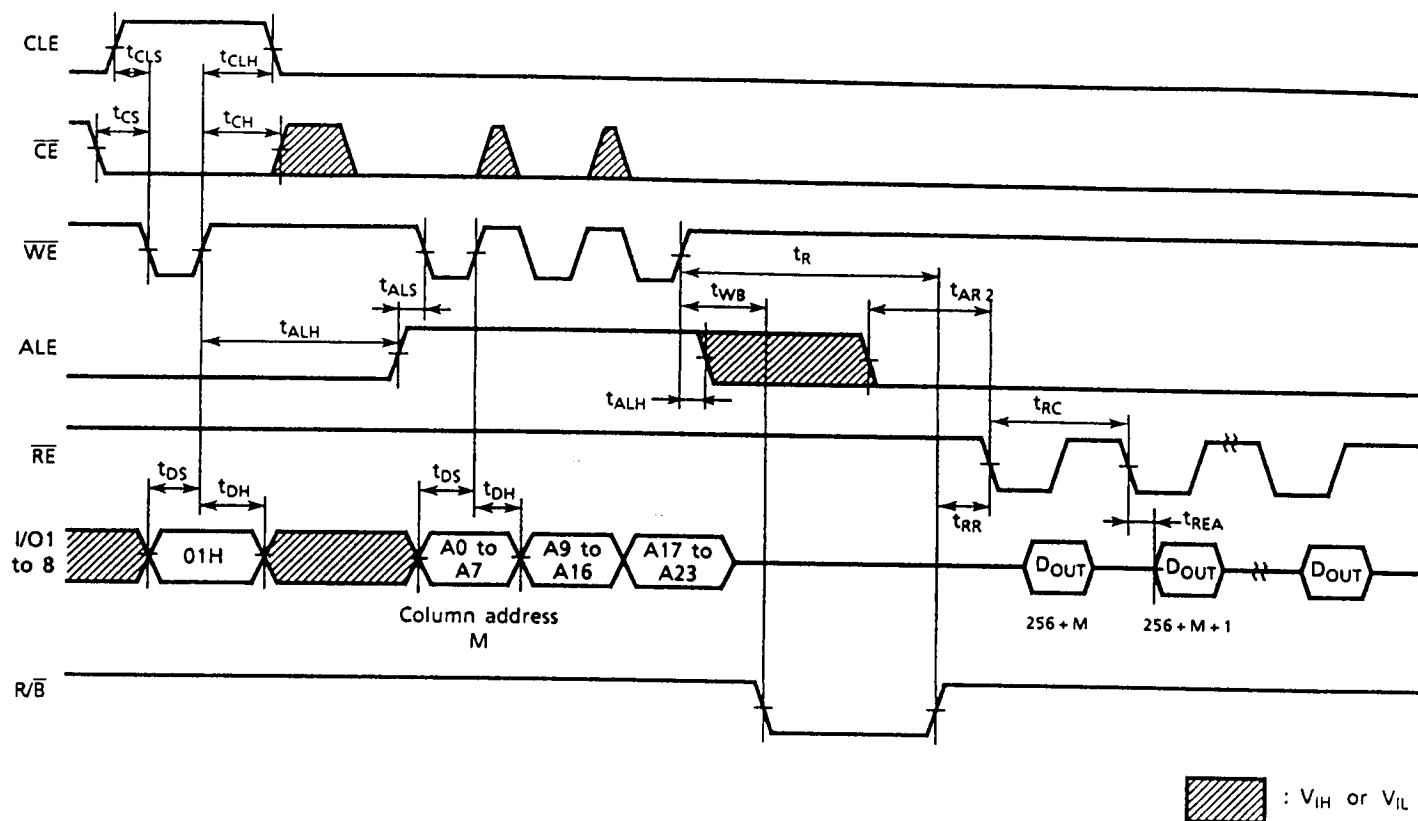 CLE
tCLS
tCLH
CE
tCS
tCH
WE
tR
tALS
tWB
tAR2
ALE
tALH
tALH
tRC
RE
tDS
tDH
tDS
tDH
tRR
tREA
I/O1 to 8
01H
A0 to A7
A9 to A16
A17 to A23
DOUT
DOUT
DOUT
Column address M
256 + M
256 + M + 1
R/B
: VIH or VIL